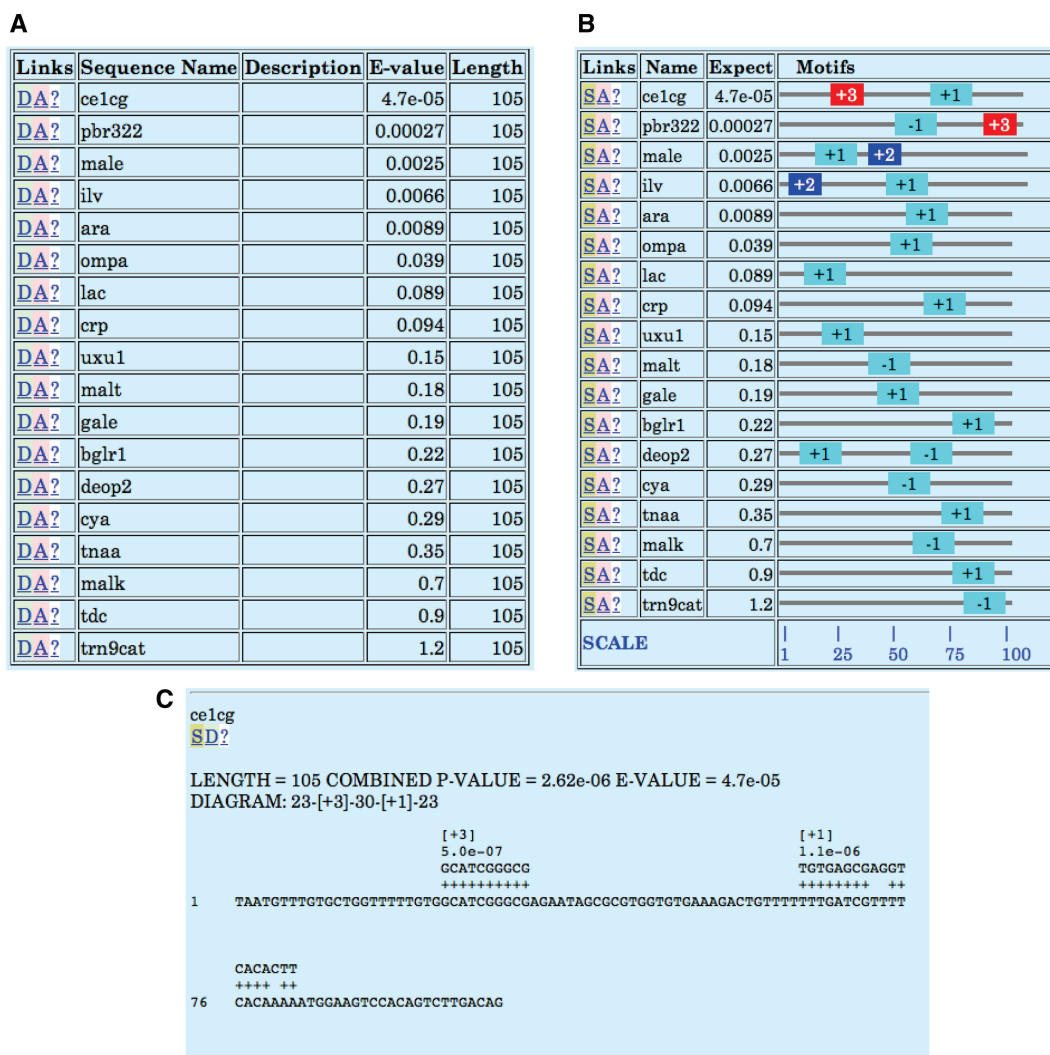 A
Links Sequence Name Description E-value Length
DA? ce1cg 4.7e-05 105
DA? pbr322 0.00027 105
DA? male 0.0025 105
DA? ilv 0.0066 105
DA? ara 0.0089 105
DA? ompa 0.039 105
DA? lac 0.089 105
DA? crp 0.094 105
DA? uxu1 0.15 105
DA? malt 0.18 105
DA? gale 0.19 105
DA? bglr1 0.22 105
DA? deop2 0.27 105
DA? cya 0.29 105
DA? tnaa 0.35 105
DA? malk 0.7 105
DA? tdc 0.9 105
DA? trn9cat 1.2 105
B
Links Name Expect Motifs
SA? ce1cg 4.7e-05 +3 +1
SA? pbr322 0.00027 -1 +3
SA? male 0.0025 +1 +2
SA? ilv 0.0066 +2 +1
SA? ara 0.0089 +1
SA? ompa 0.039 +1
SA? lac 0.089 +1
SA? crp 0.094 +1
SA? uxu1 0.15 +1
SA? malt 0.18 -1
SA? gale 0.19 +1
SA? bglr1 0.22 +1
SA? deop2 0.27 +1 -1
SA? cya 0.29 -1
SA? tnaa 0.35 +1
SA? malk 0.7 -1
SA? tdc 0.9 +1
SA? trn9cat 1.2 -1
SCALE 1 25 50 75 100
C
ce1cg
SD?
LENGTH = 105 COMBINED P-VALUE = 2.62e-06 E-VALUE = 4.7e-05
DIAGRAM: 23-[+3]-30-[+1]-23
[+3] [+1]
5.0e-07 1.1e-06
GCATCGGGCG TGTGAGCGAGGT
++++++++++ ++++++++ ++
1 TAATGTTTGTGCTGGTTTTTGTGGCATCGGGCGAGAATAGCGCGTGGTGTGAAAGACTGTTTTTTTGATCGTTTT
CACACTT
++++ ++
76 CACAAAAATGGAAGTCCACAGTCTTGACAG